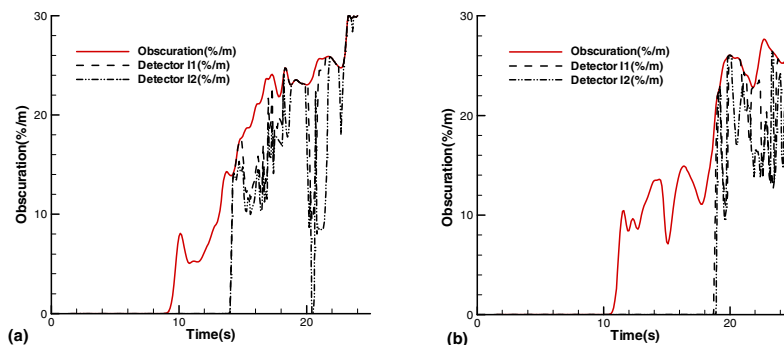 30
20
10
0
Obscuration(%/m)
Obscuration(%/m)
Detector I1(%/m)
Detector I2(%/m)
0
10
20
Time(s)
(a)
30
20
10
0
Obscuration(%/m)
Obscuration(%/m)
Detector I1(%/m)
Detector I2(%/m)
0
10
20
Time(s)
(b)